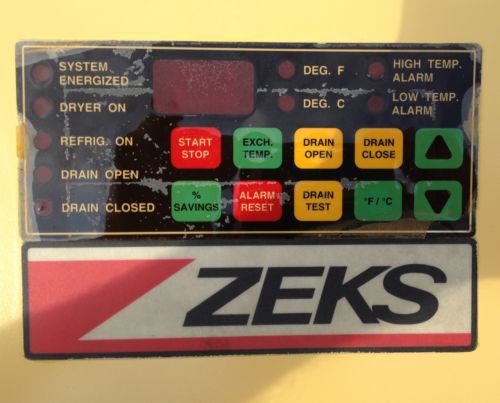 SYSTEM
ENERGIZED
DEG. F
HIGH TEMP.
ALARM
DRYER ON
DEG. C
LOW TEMP.
ALARM
REFRIG. ON
START
STOP
EXCH.
TEMP.
DRAIN
OPEN
DRAIN
CLOSE
DRAIN OPEN
DRAIN CLOSED
%
SAVINGS
ALARM
RESET
DRAIN
TEST
°F / °C
ZEKS